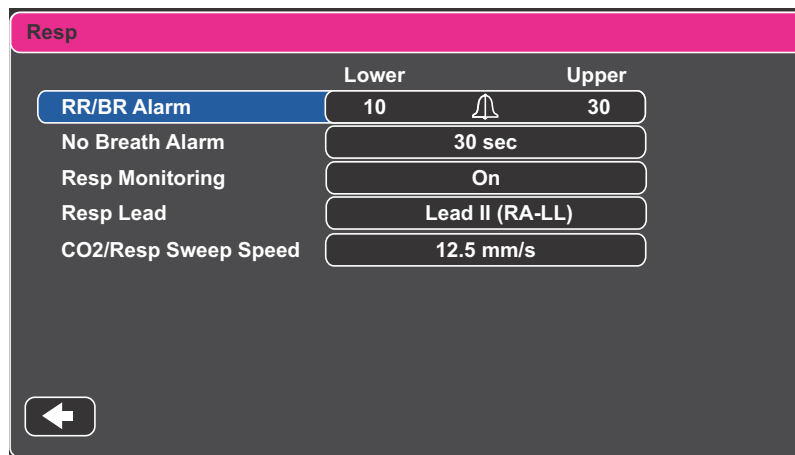 Resp
Lower Upper
RR/BR Alarm 10 30
No Breath Alarm 30 sec
Resp Monitoring On
Resp Lead Lead II (RA-LL)
CO2/Resp Sweep Speed 12.5 mm/s